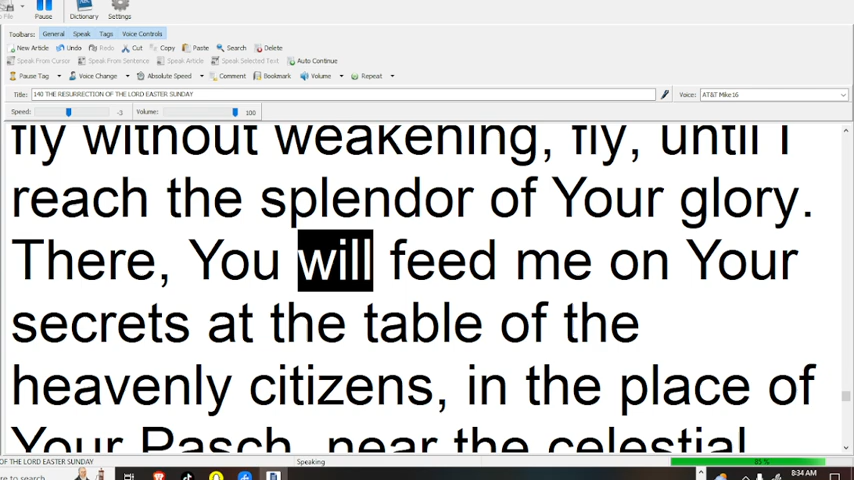 Pause Dictionary Settings
Toolbars: General Speak Tags Voice Controls
New Article Undo Redo Cut Copy Paste Search Delete
Speak From Cursor Speak From Sentence Speak Article Speak Selected Text Auto Continue
Pause Tag Voice Change Absolute Speed Comment Bookmark Volume Repeat
Title: 140 THE RESURRECTION OF THE LORD EASTER SUNDAY Voice: AT&T Mike16
Speed: -3 Volume: 100
fly without weakening, fly, until I
reach the splendor of Your glory.
There, You will feed me on Your
secrets at the table of the
heavenly citizens, in the place of
Your Pasch, near the celestial
OF THE LORD EASTER SUNDAY Speaking 85 %
re to search 8:34 AM